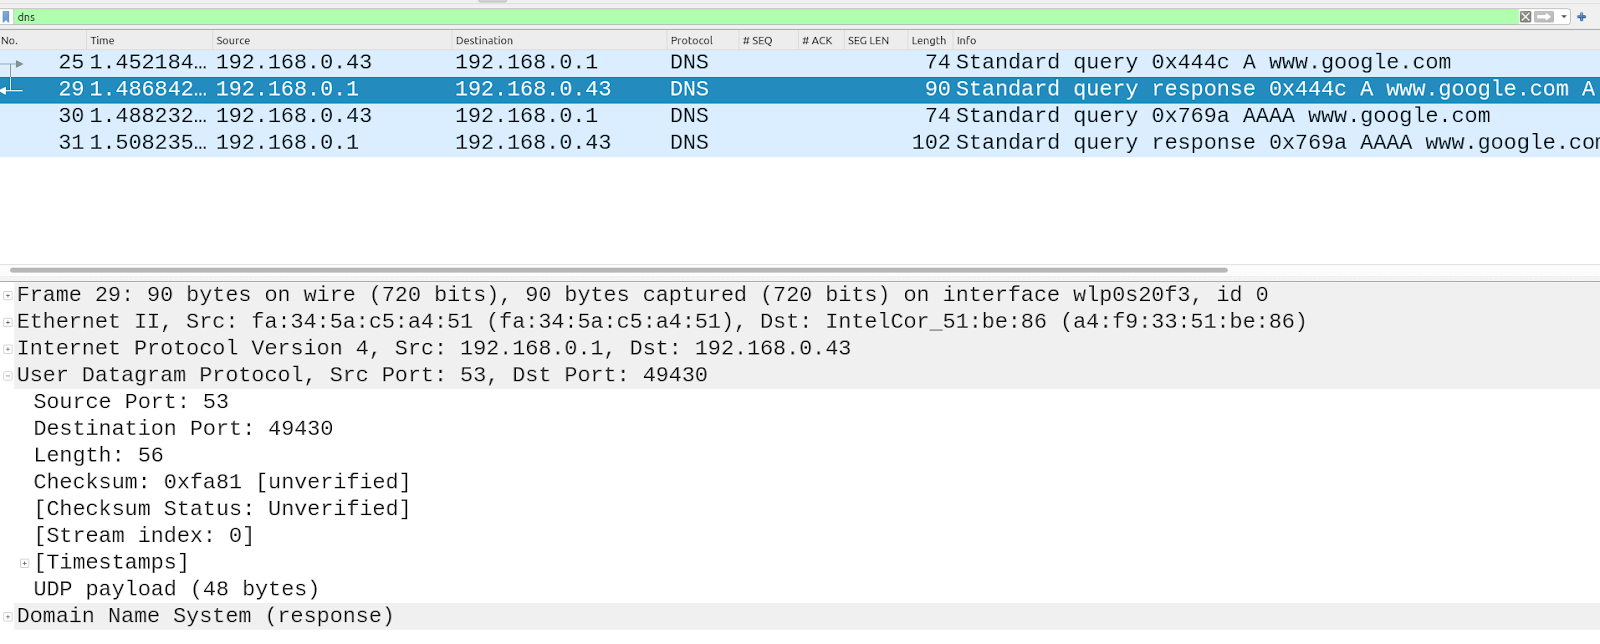 dns
No. Time Source Destination Protocol # SEQ # ACK SEG LEN Length Info
25 1.452184… 192.168.0.43 192.168.0.1 DNS 74 Standard query 0x444c A www.google.com
29 1.486842… 192.168.0.1 192.168.0.43 DNS 90 Standard query response 0x444c A www.google.com A
30 1.488232… 192.168.0.43 192.168.0.1 DNS 74 Standard query 0x769a AAAA www.google.com
31 1.508235… 192.168.0.1 192.168.0.43 DNS 102 Standard query response 0x769a AAAA www.google.com
Frame 29: 90 bytes on wire (720 bits), 90 bytes captured (720 bits) on interface wlp0s20f3, id 0
Ethernet II, Src: fa:34:5a:c5:a4:51 (fa:34:5a:c5:a4:51), Dst: IntelCor_51:be:86 (a4:f9:33:51:be:86)
Internet Protocol Version 4, Src: 192.168.0.1, Dst: 192.168.0.43
User Datagram Protocol, Src Port: 53, Dst Port: 49430
Source Port: 53
Destination Port: 49430
Length: 56
Checksum: 0xfa81 [unverified]
[Checksum Status: Unverified]
[Stream index: 0]
[Timestamps]
UDP payload (48 bytes)
Domain Name System (response)